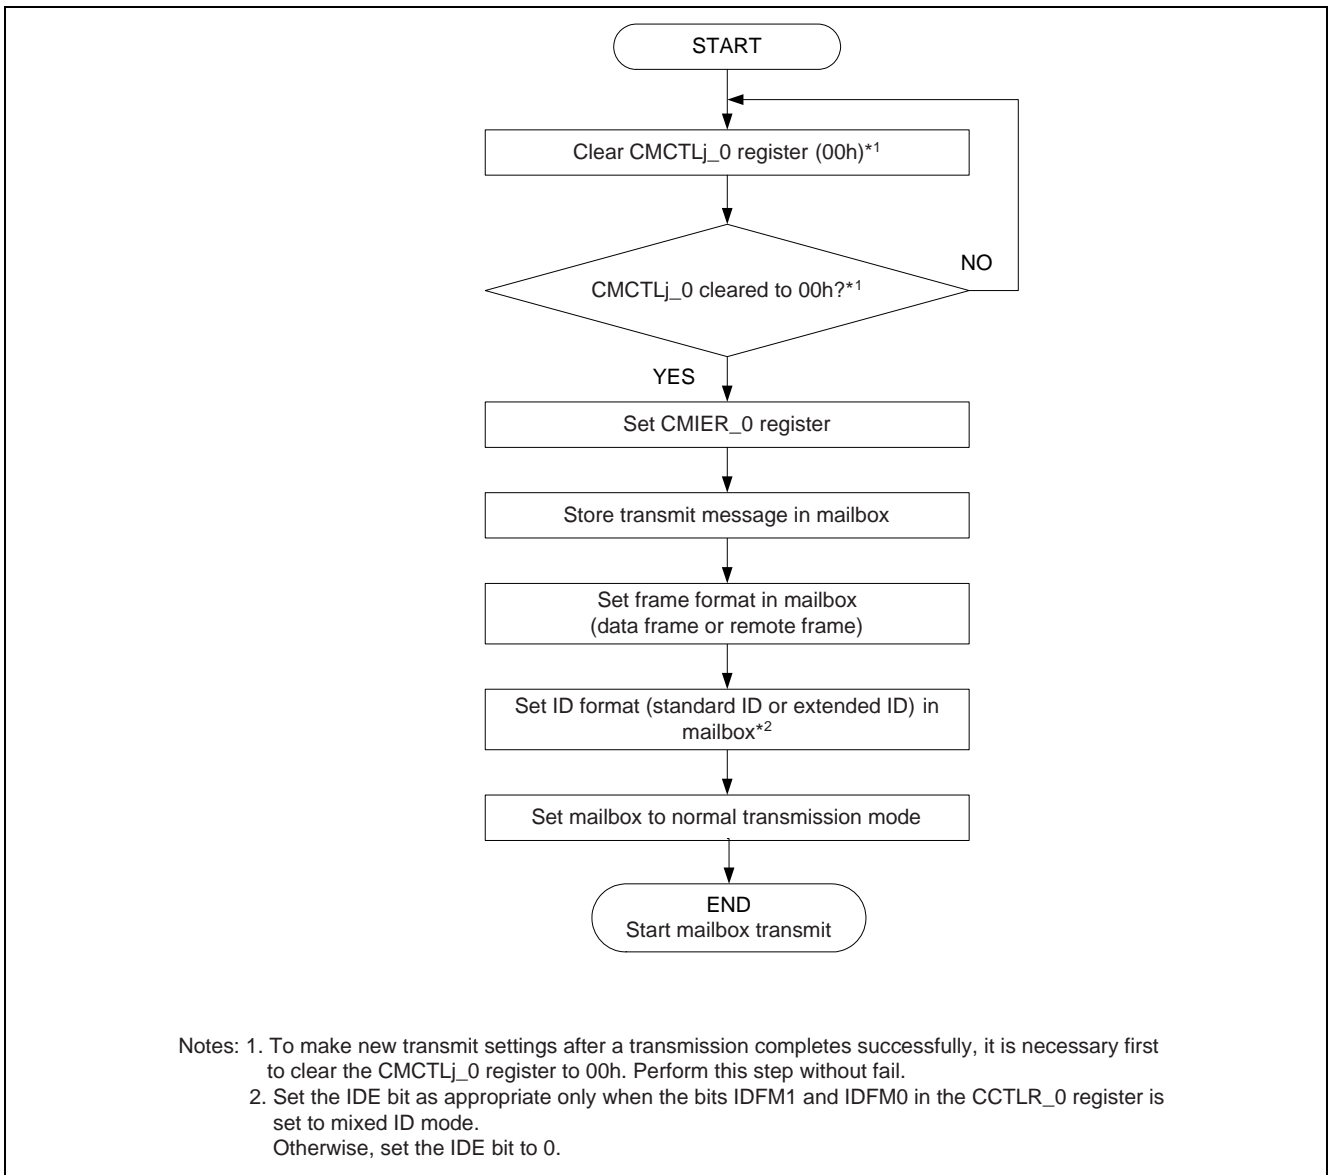 START
Clear CMCTLj_0 register (00h)*1
CMCTLj_0 cleared to 00h?*1
NO
YES
Set CMIER_0 register
Store transmit message in mailbox
Set frame format in mailbox
(data frame or remote frame)
Set ID format (standard ID or extended ID) in
mailbox*2
Set mailbox to normal transmission mode
END
Start mailbox transmit
Notes: 1. To make new transmit settings after a transmission completes successfully, it is necessary first
to clear the CMCTLj_0 register to 00h. Perform this step without fail.
2. Set the IDE bit as appropriate only when the bits IDFM1 and IDFM0 in the CCTLR_0 register is
set to mixed ID mode.
Otherwise, set the IDE bit to 0.